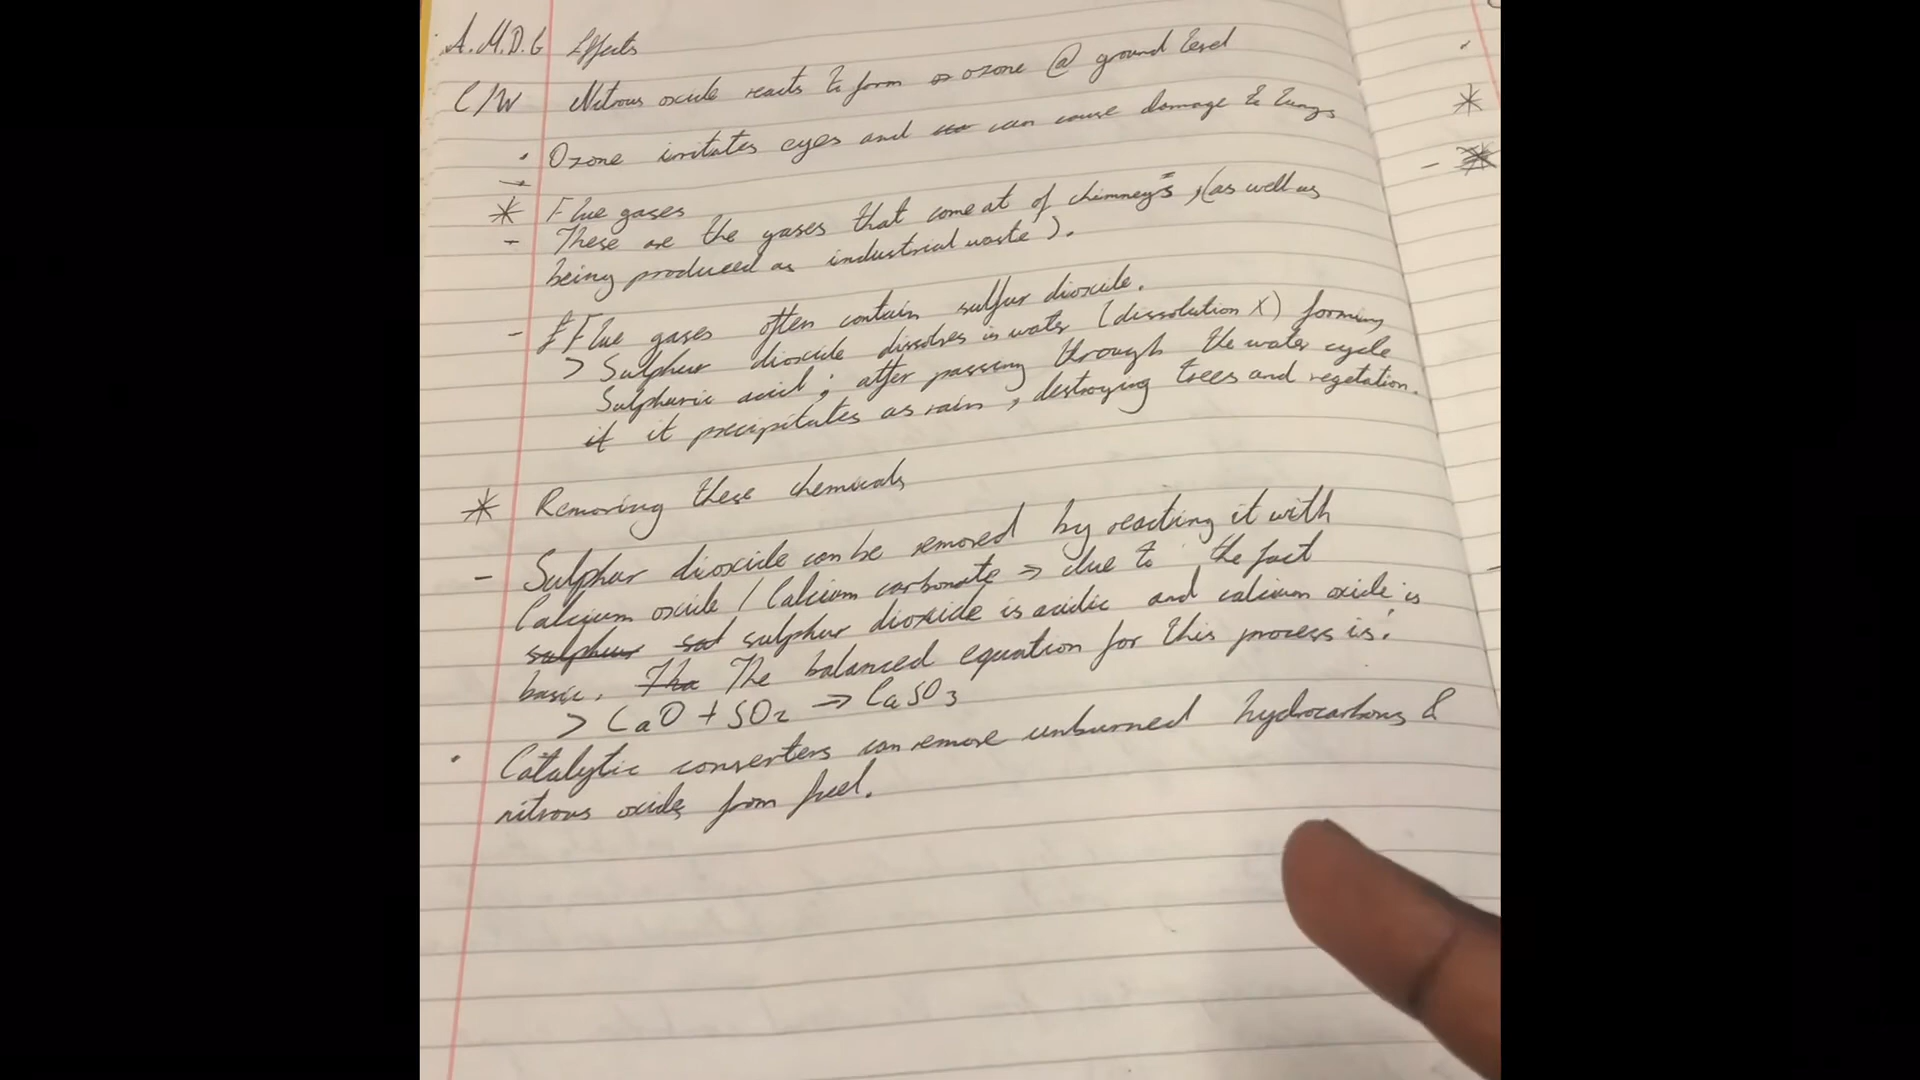 A.M.D.G Effects
C/W Nitrous oxide reacts to form ozone @ ground level
• Ozone irritates eyes and can cause damage to lungs
* Flue gases
- These are the gases that come at of chimneys, (as well as
being produced as industrial waste).
- Flue gases often contain sulfur dioxide.
> Sulphur dioxide dissolves in water (dissolution X) forming
Sulphuric acid; after passing through the water cycle
it it precipitates as rain, destroying trees and vegetation.
* Removing these chemicals
- Sulphur dioxide can be removed by reacting it with
Calcium oxide / Calcium carbonate => due to the fact
sulphur sat sulphur dioxide is acidic and calcium oxide is
basic. Tha The balanced equation for this process is:
> CaO + SO2 => CaSO3
• Catalytic converters can remove unburned hydrocarbons &
nitrous oxides from fuel.